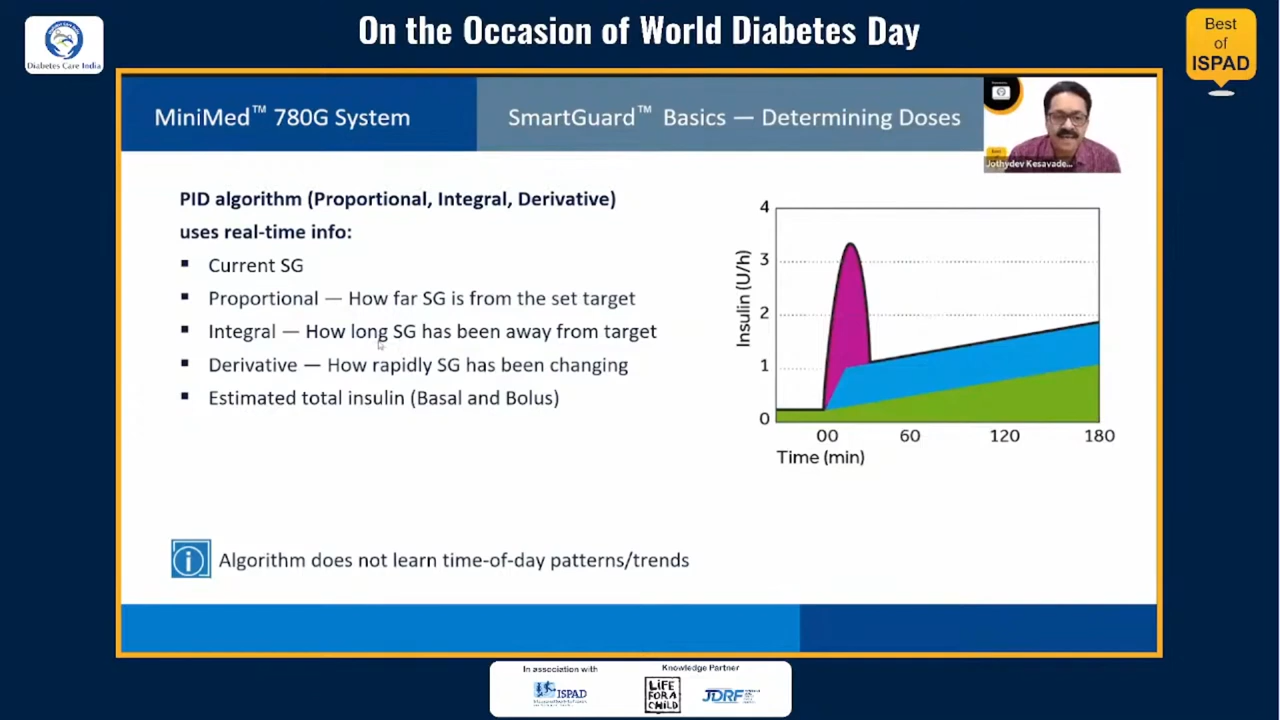 On the Occasion of World Diabetes Day
Diabetes Care India
Best
of
ISPAD
MiniMed™ 780G System
SmartGuard™ Basics — Determining Doses
Jothydev Kesavade...
PID algorithm (Proportional, Integral, Derivative)
uses real-time info:
▪ Current SG
▪ Proportional — How far SG is from the set target
▪ Integral — How long SG has been away from target
▪ Derivative — How rapidly SG has been changing
▪ Estimated total insulin (Basal and Bolus)
Insulin (U/h)
4
3
2
1
0
00 60 120 180
Time (min)
i Algorithm does not learn time-of-day patterns/trends
In association with
ISPAD
Knowledge Partner
LIFE
FOR A
CHILD
JDRF